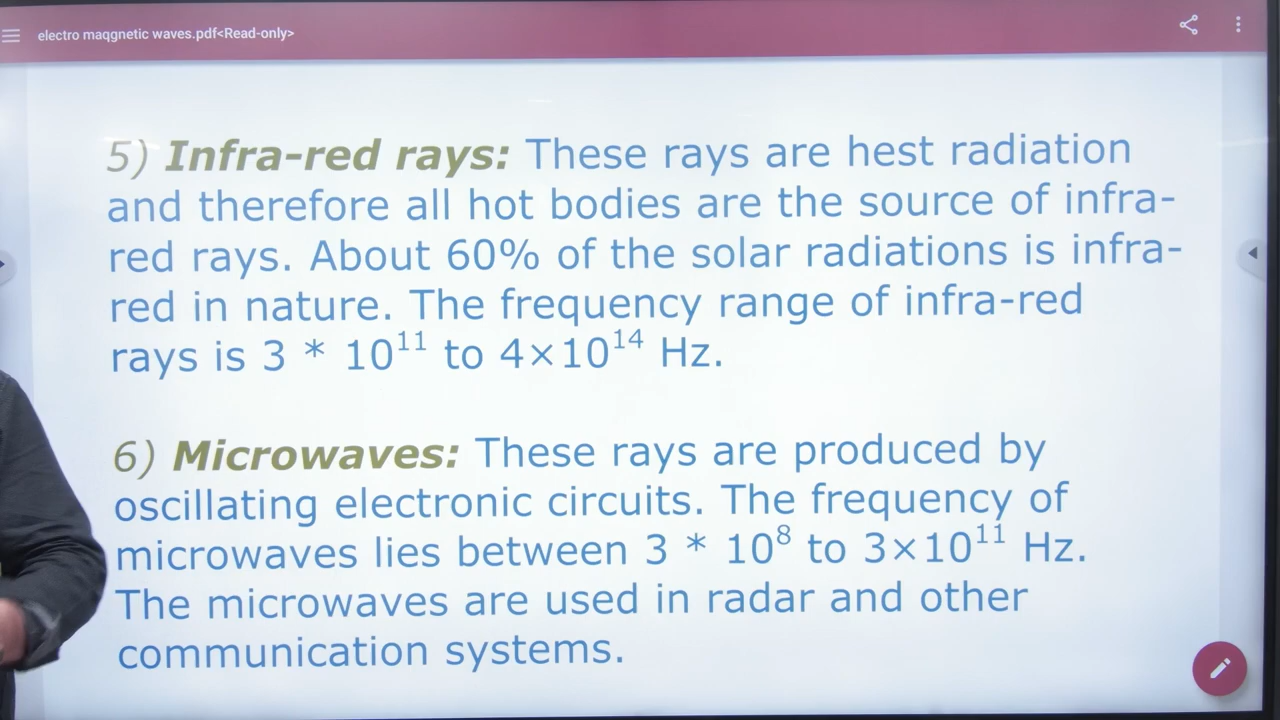 electro maqgnetic waves.pdf<Read-only>
5) Infra-red rays: These rays are hest radiation
and therefore all hot bodies are the source of infra-
red rays. About 60% of the solar radiations is infra-
red in nature. The frequency range of infra-red
rays is 3 * 10¹¹ to 4×10¹⁴ Hz.
6) Microwaves: These rays are produced by
oscillating electronic circuits. The frequency of
microwaves lies between 3 * 10⁸ to 3×10¹¹ Hz.
The microwaves are used in radar and other
communication systems.